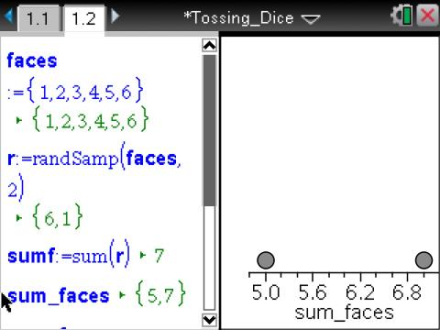 1.1 1.2 *Tossing_Dice
faces
:={1,2,3,4,5,6}
▸ {1,2,3,4,5,6}
r:=randSamp(faces,
2)
▸ {6,1}
sumf:=sum(r) ▸ 7
sum_faces ▸ {5,7}
5.0 5.6 6.2 6.8
sum_faces